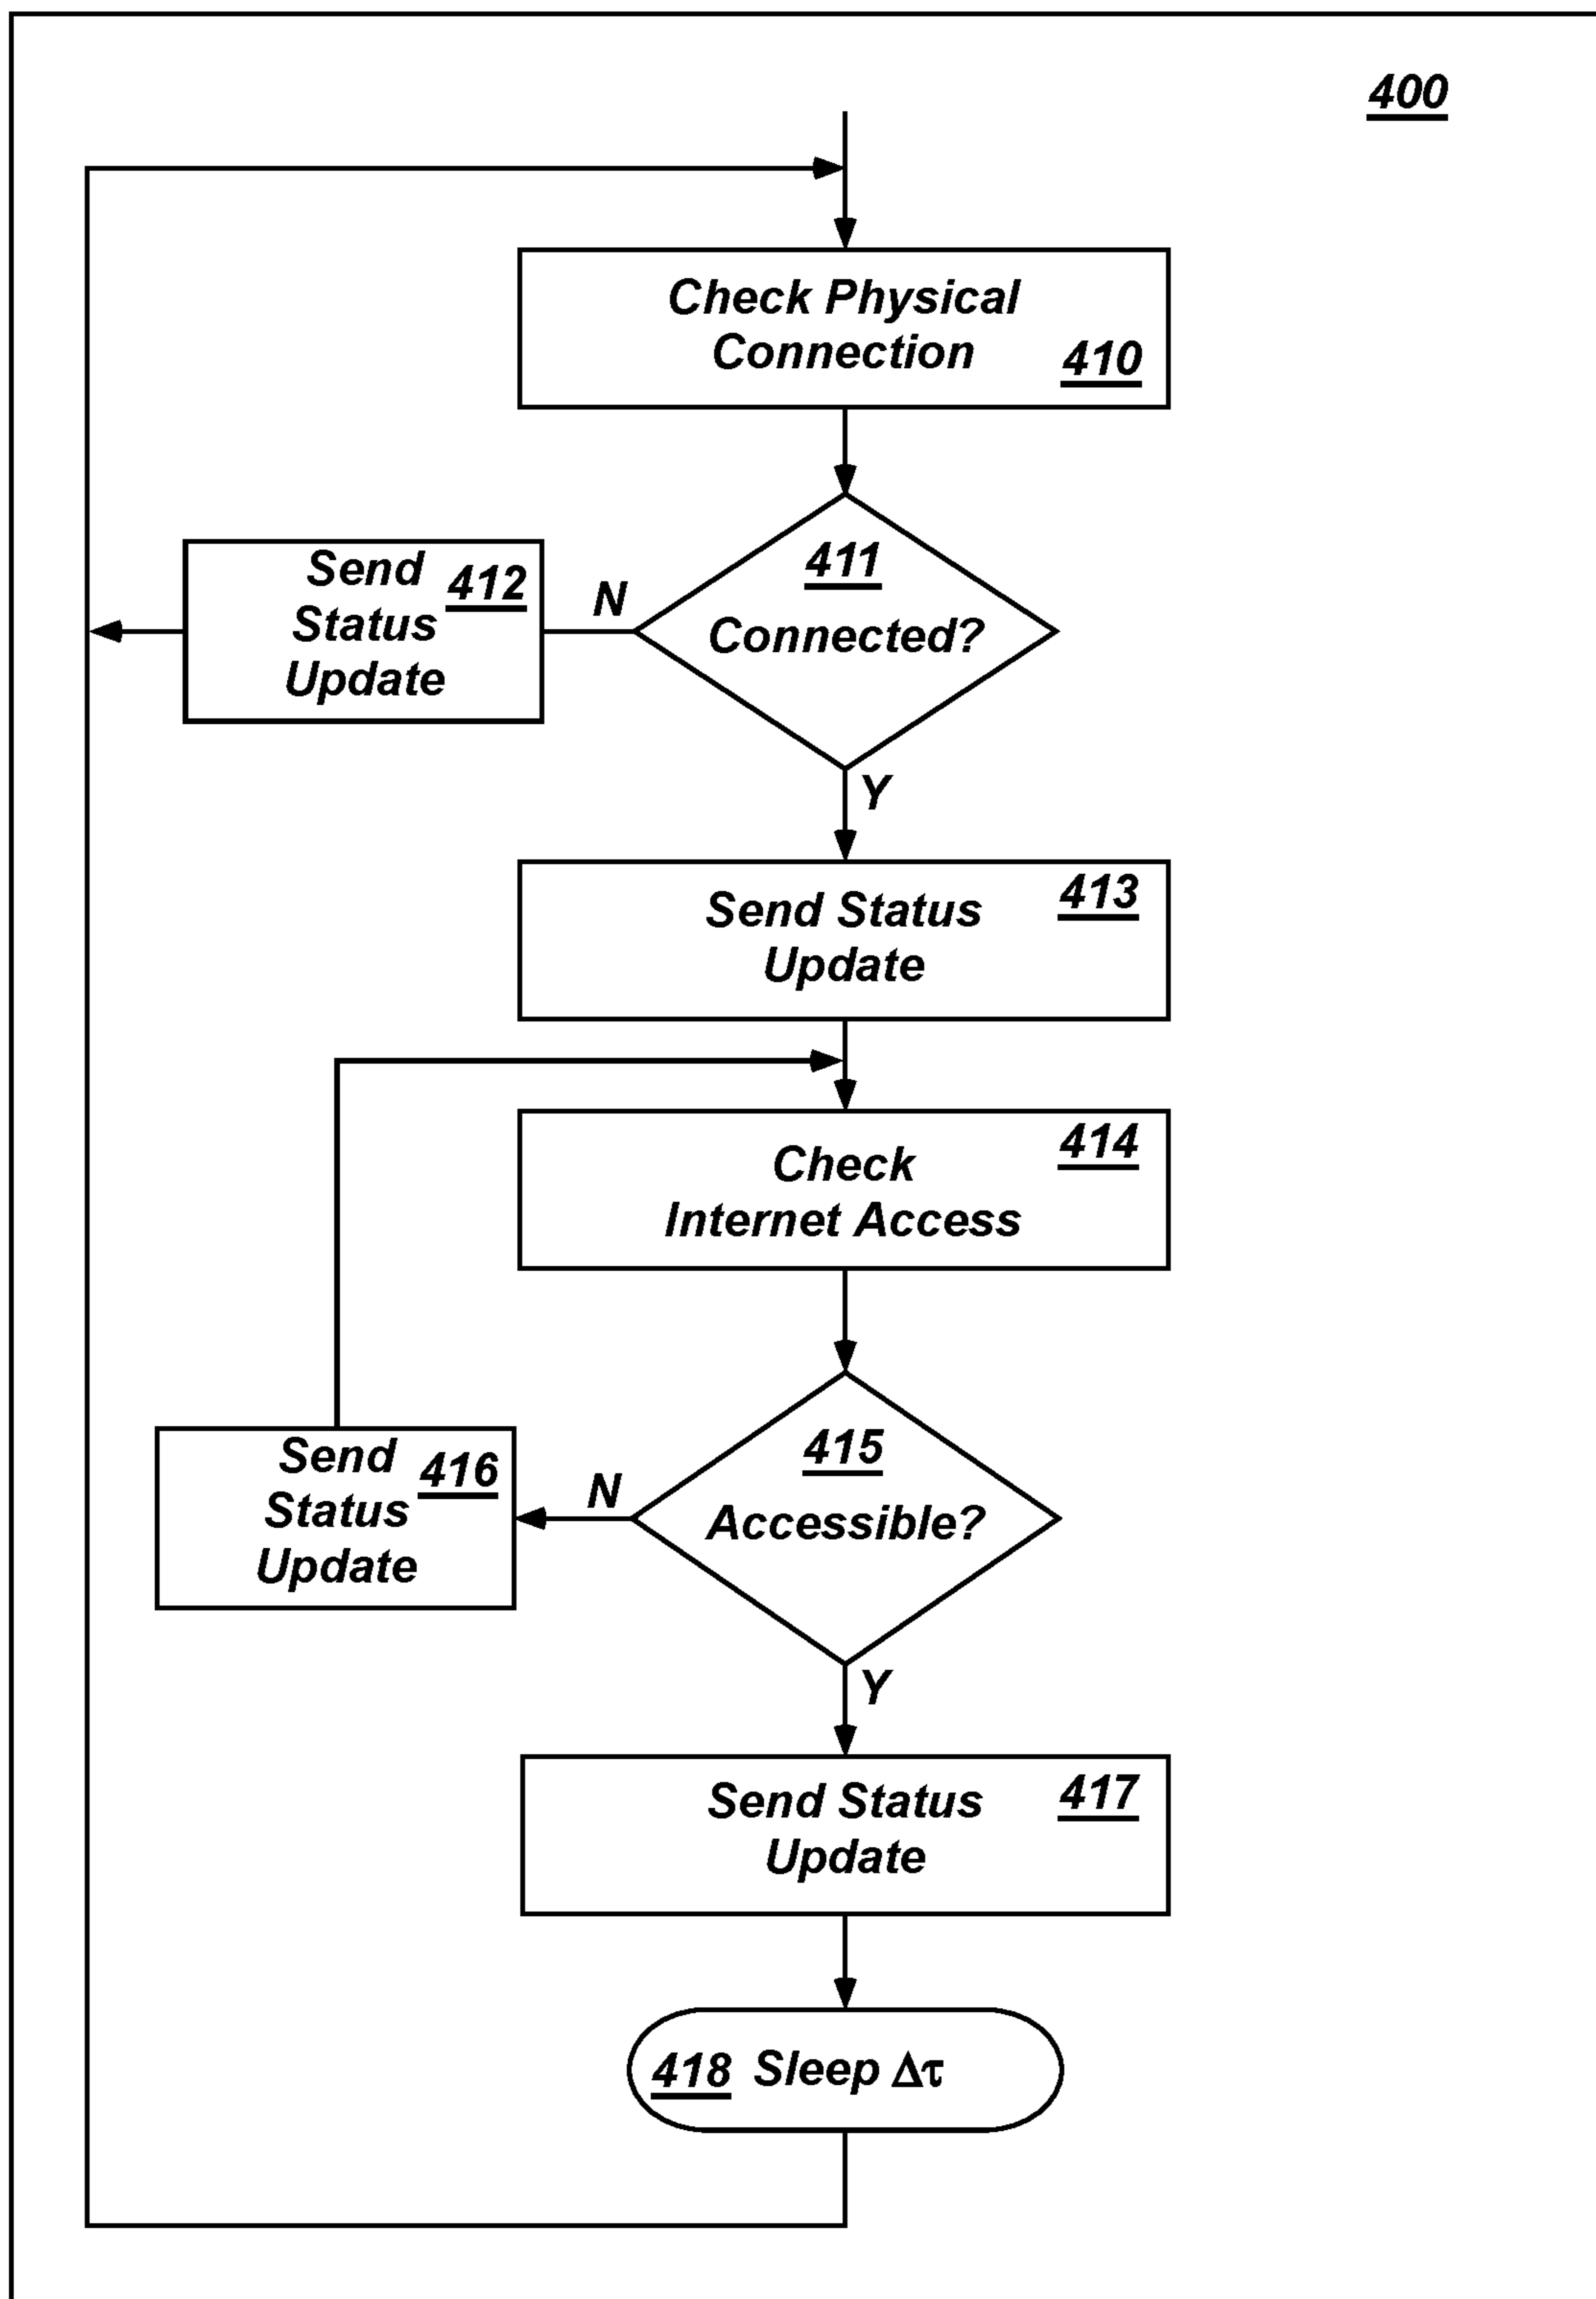 400
Check Physical
Connection
410
411
Connected?
N
Send
412
Status
Update
Y
413
Send Status
Update
414
Check
Internet Access
415
Accessible?
N
Send
416
Status
Update
Y
417
Send Status
Update
418 Sleep Δτ